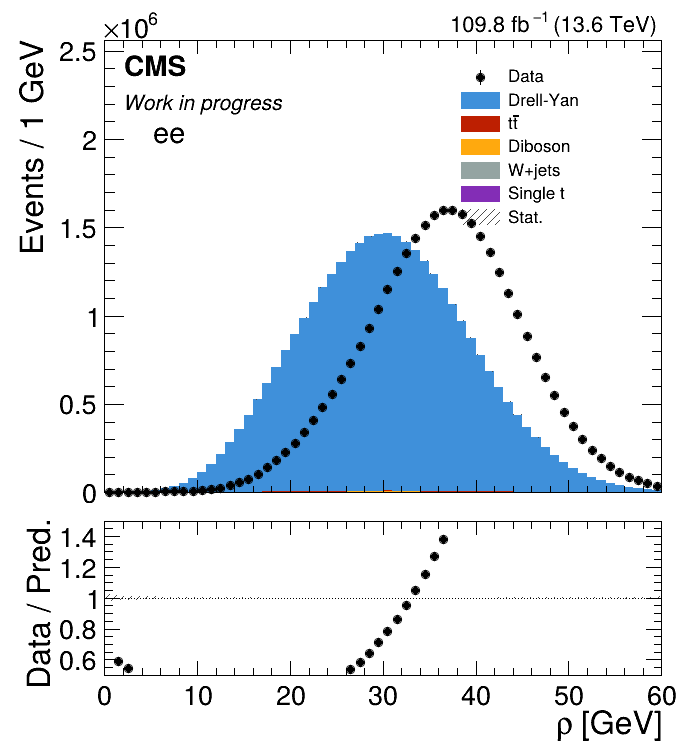 ×10⁶
109.8 fb⁻¹ (13.6 TeV)
Events / 1 GeV
2.5
2
1.5
1
0.5
0
CMS
Work in progress
ee
Data
Drell-Yan
tt̅
Diboson
W+jets
Single t
Stat.
Data / Pred.
1.4
1.2
1
0.8
0.6
0 10 20 30 40 50 60
ρ [GeV]